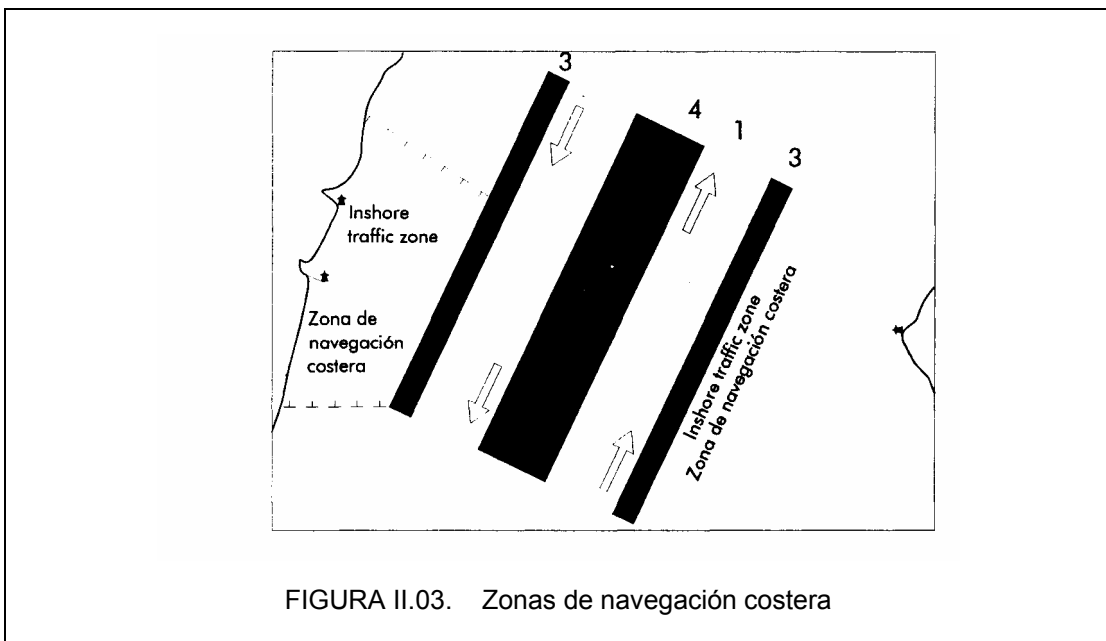 3
4
1
3
Inshore
traffic zone
Zona de
navegación
costera
Inshore traffic zone
Zona de navegación costera
FIGURA II.03. Zonas de navegación costera